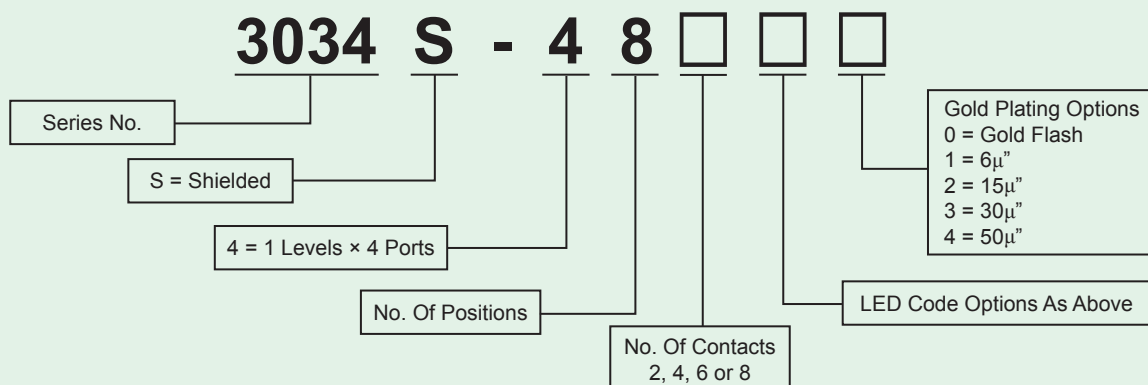 3034 S - 4 8 □ □ □
Series No.
S = Shielded
4 = 1 Levels × 4 Ports
No. Of Positions
No. Of Contacts
2, 4, 6 or 8
LED Code Options As Above
Gold Plating Options
0 = Gold Flash
1 = 6µ”
2 = 15µ”
3 = 30µ”
4 = 50µ”